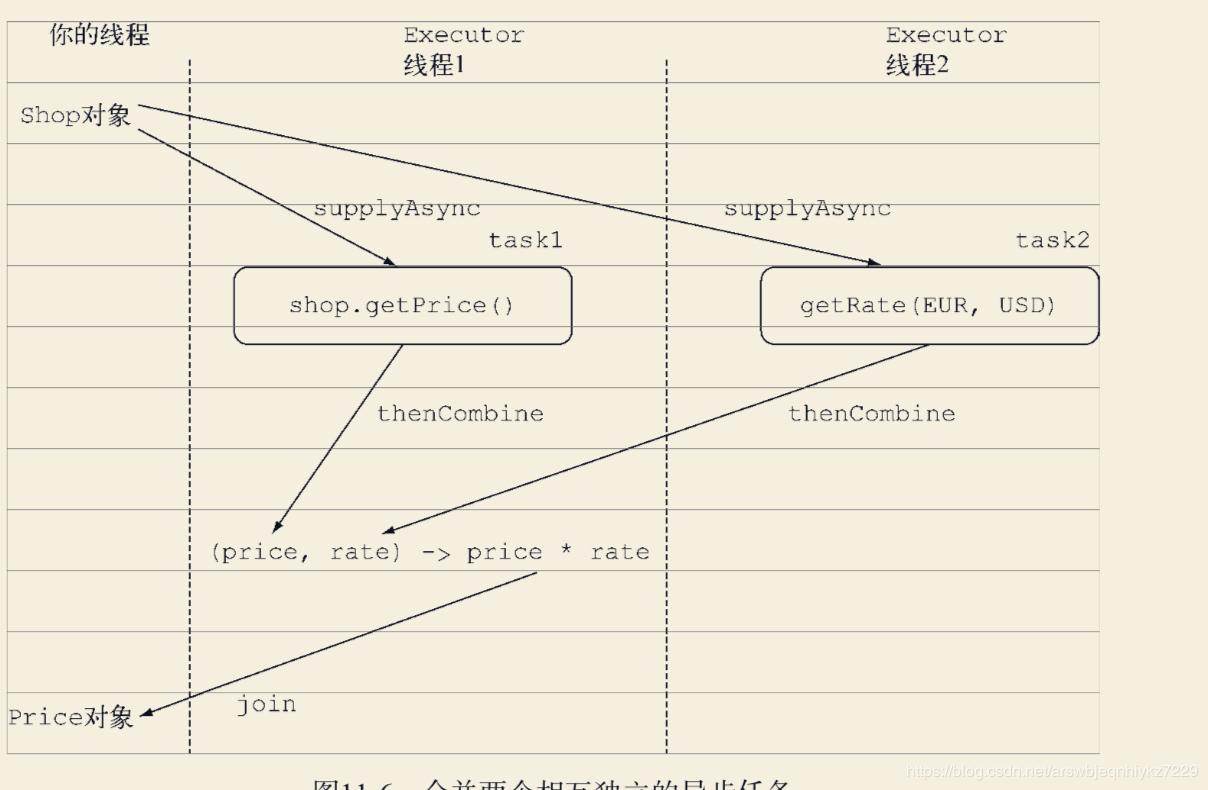 你的线程
Executor
线程1
Executor
线程2
Shop对象
supplyAsync
supplyAsync
task1
task2
shop.getPrice()
getRate(EUR, USD)
thenCombine
thenCombine
(price, rate) -> price * rate
join
Price对象
图11-6 合并两个相互独立的异步任务
https://blog.csdn.net/arswbjeqnhiykz7229